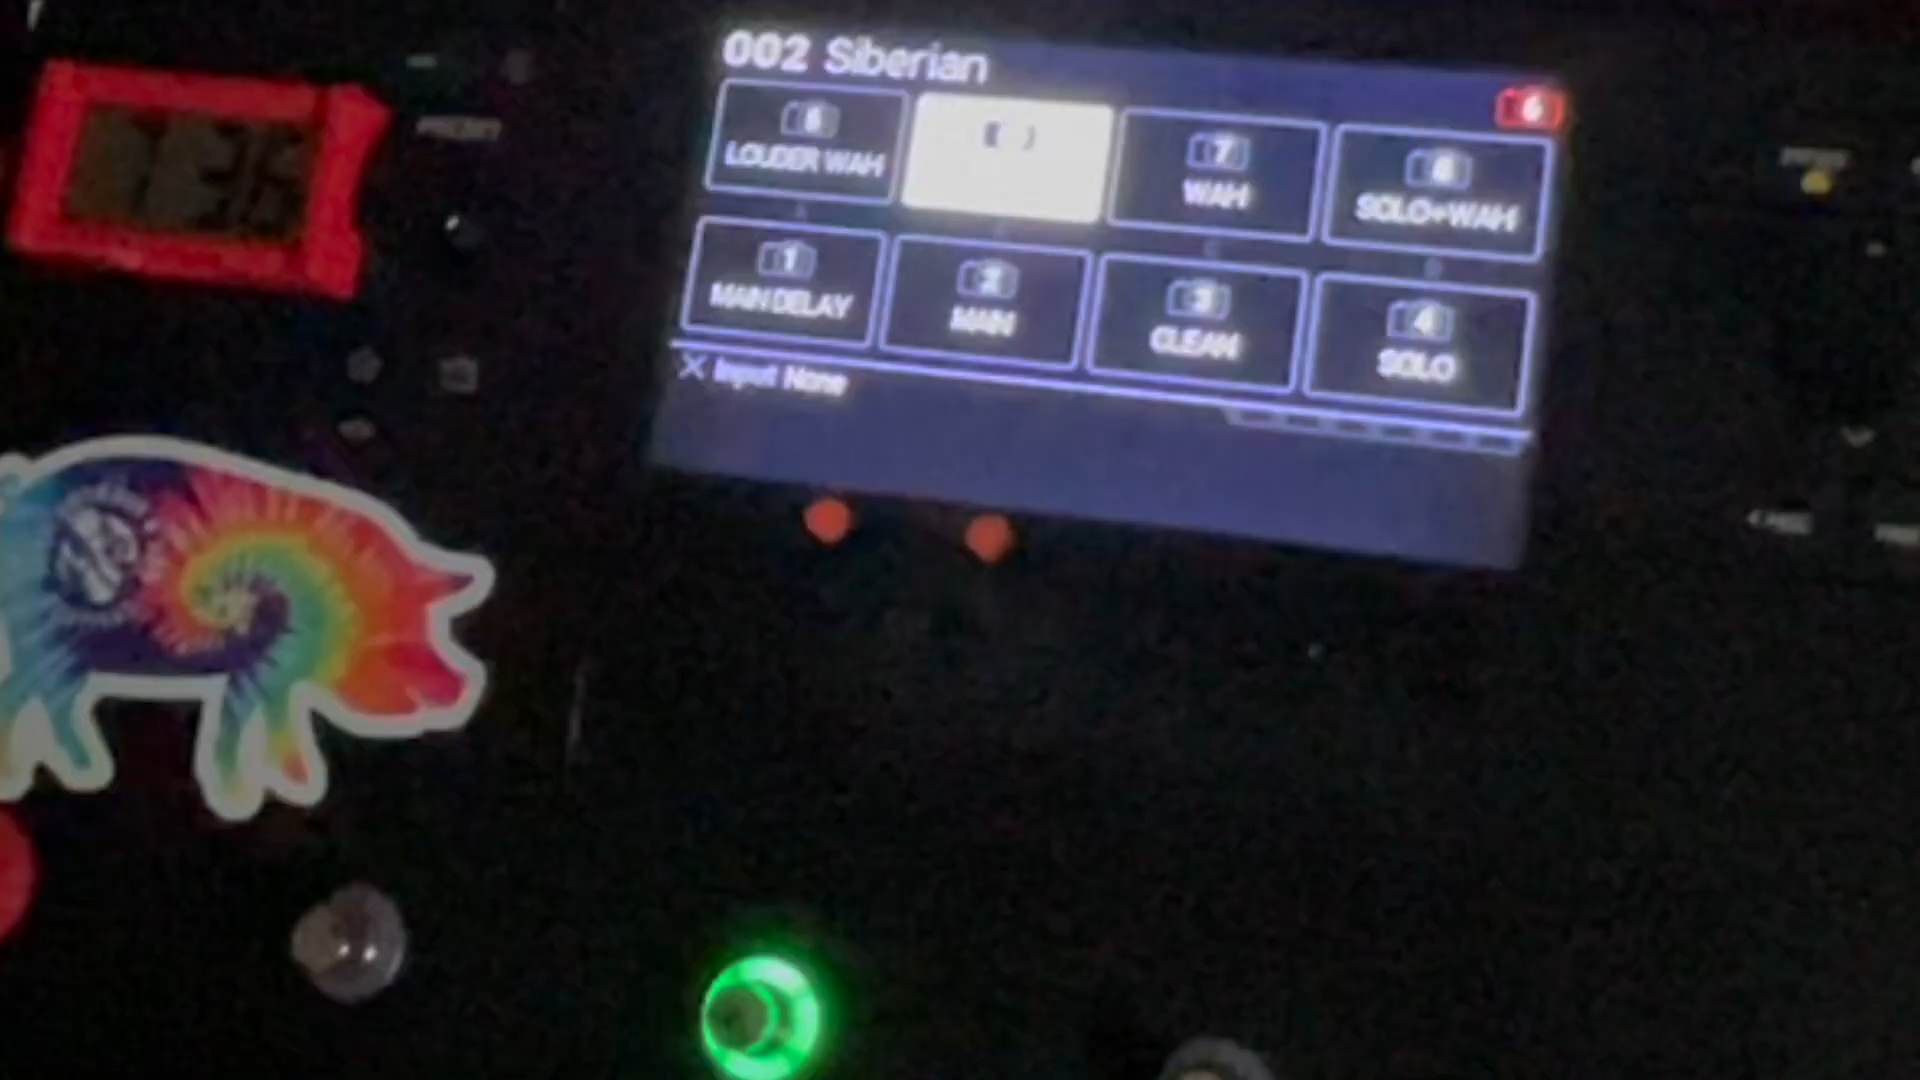 002 Siberian
6
5
LOUDER WAH
7
WAH
8
SOLO+WAH
1
MAIN DELAY
2
MAIN
3
CLEAN
4
SOLO
Input None